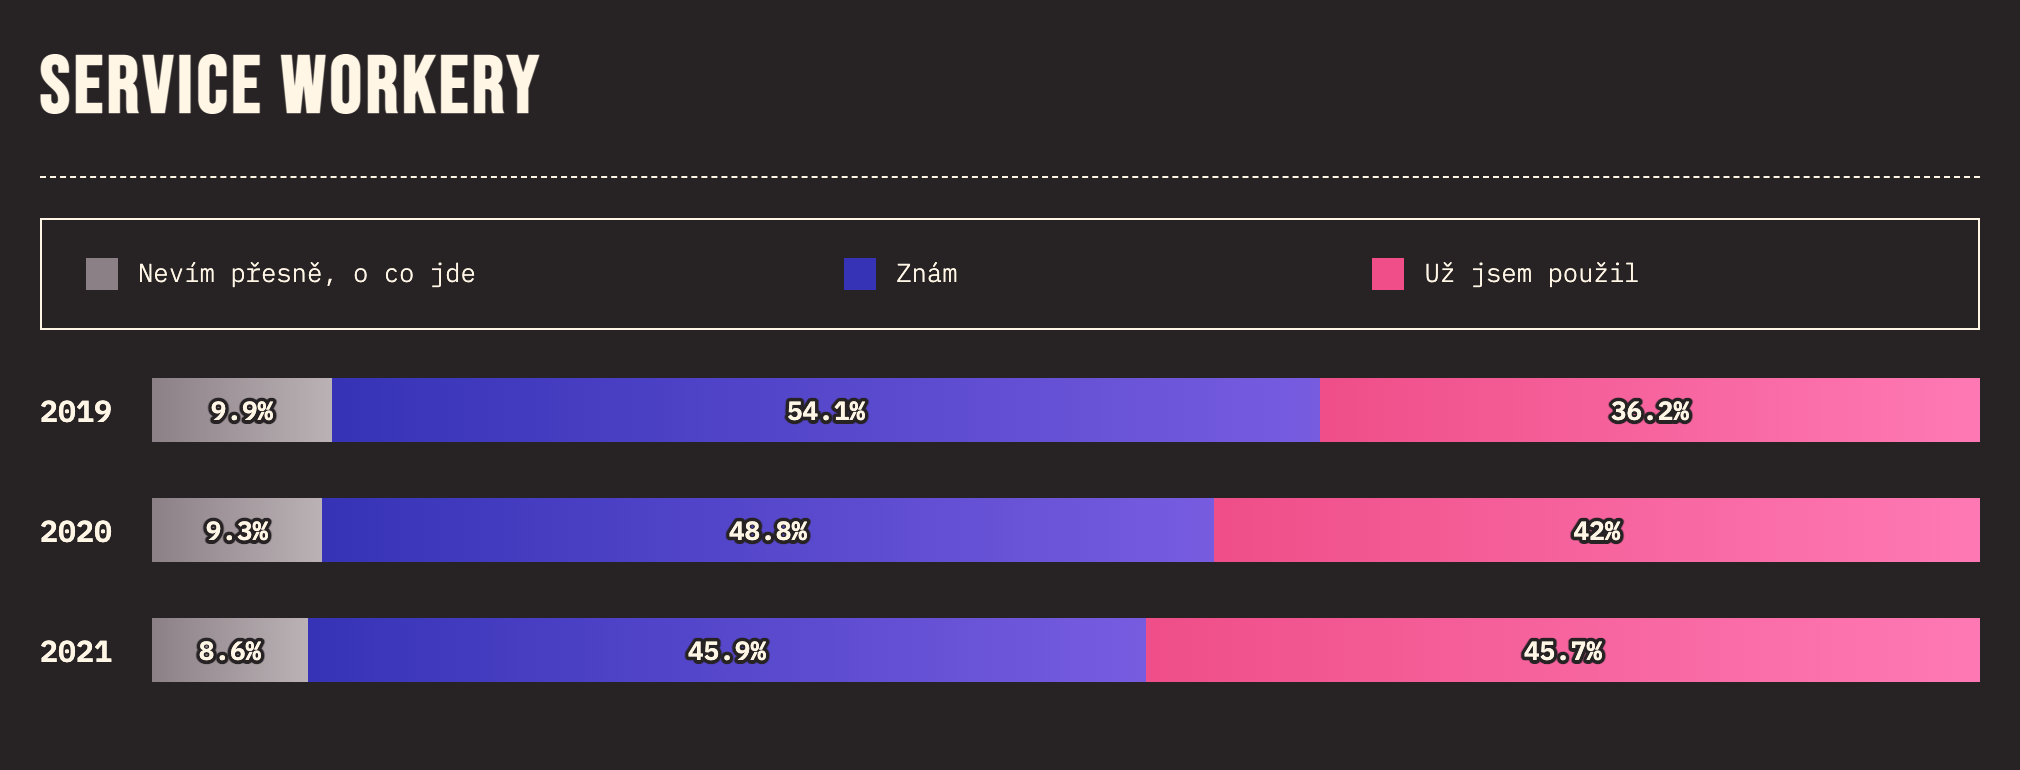 SERVICE WORKERY
Nevím přesně, o co jde
Znám
Už jsem použil
2019 9.9% 54.1% 36.2%
2020 9.3% 48.8% 42%
2021 8.6% 45.9% 45.7%